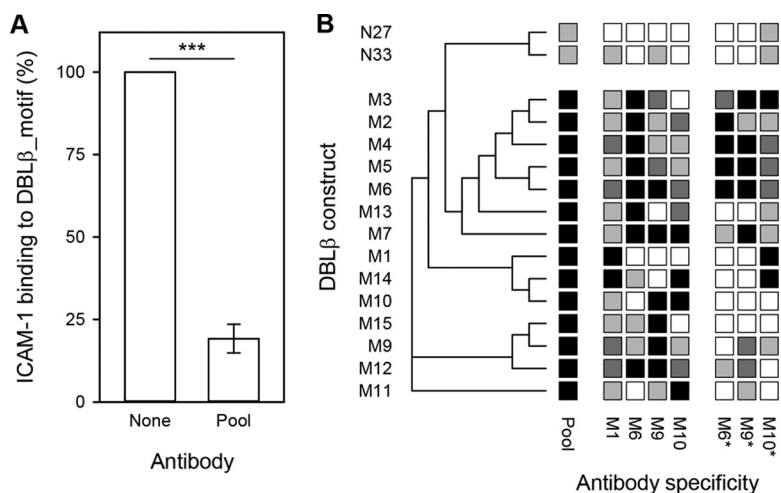 A
ICAM-1 binding to DBLβ_motif (%)
100
75
50
25
0
***
None
Pool
Antibody
B
DBLβ construct
N27
N33
M3
M2
M4
M5
M6
M13
M7
M1
M14
M10
M15
M9
M12
M11
Pool
M1
M6
M9
M10
M6*
M9*
M10*
Antibody specificity